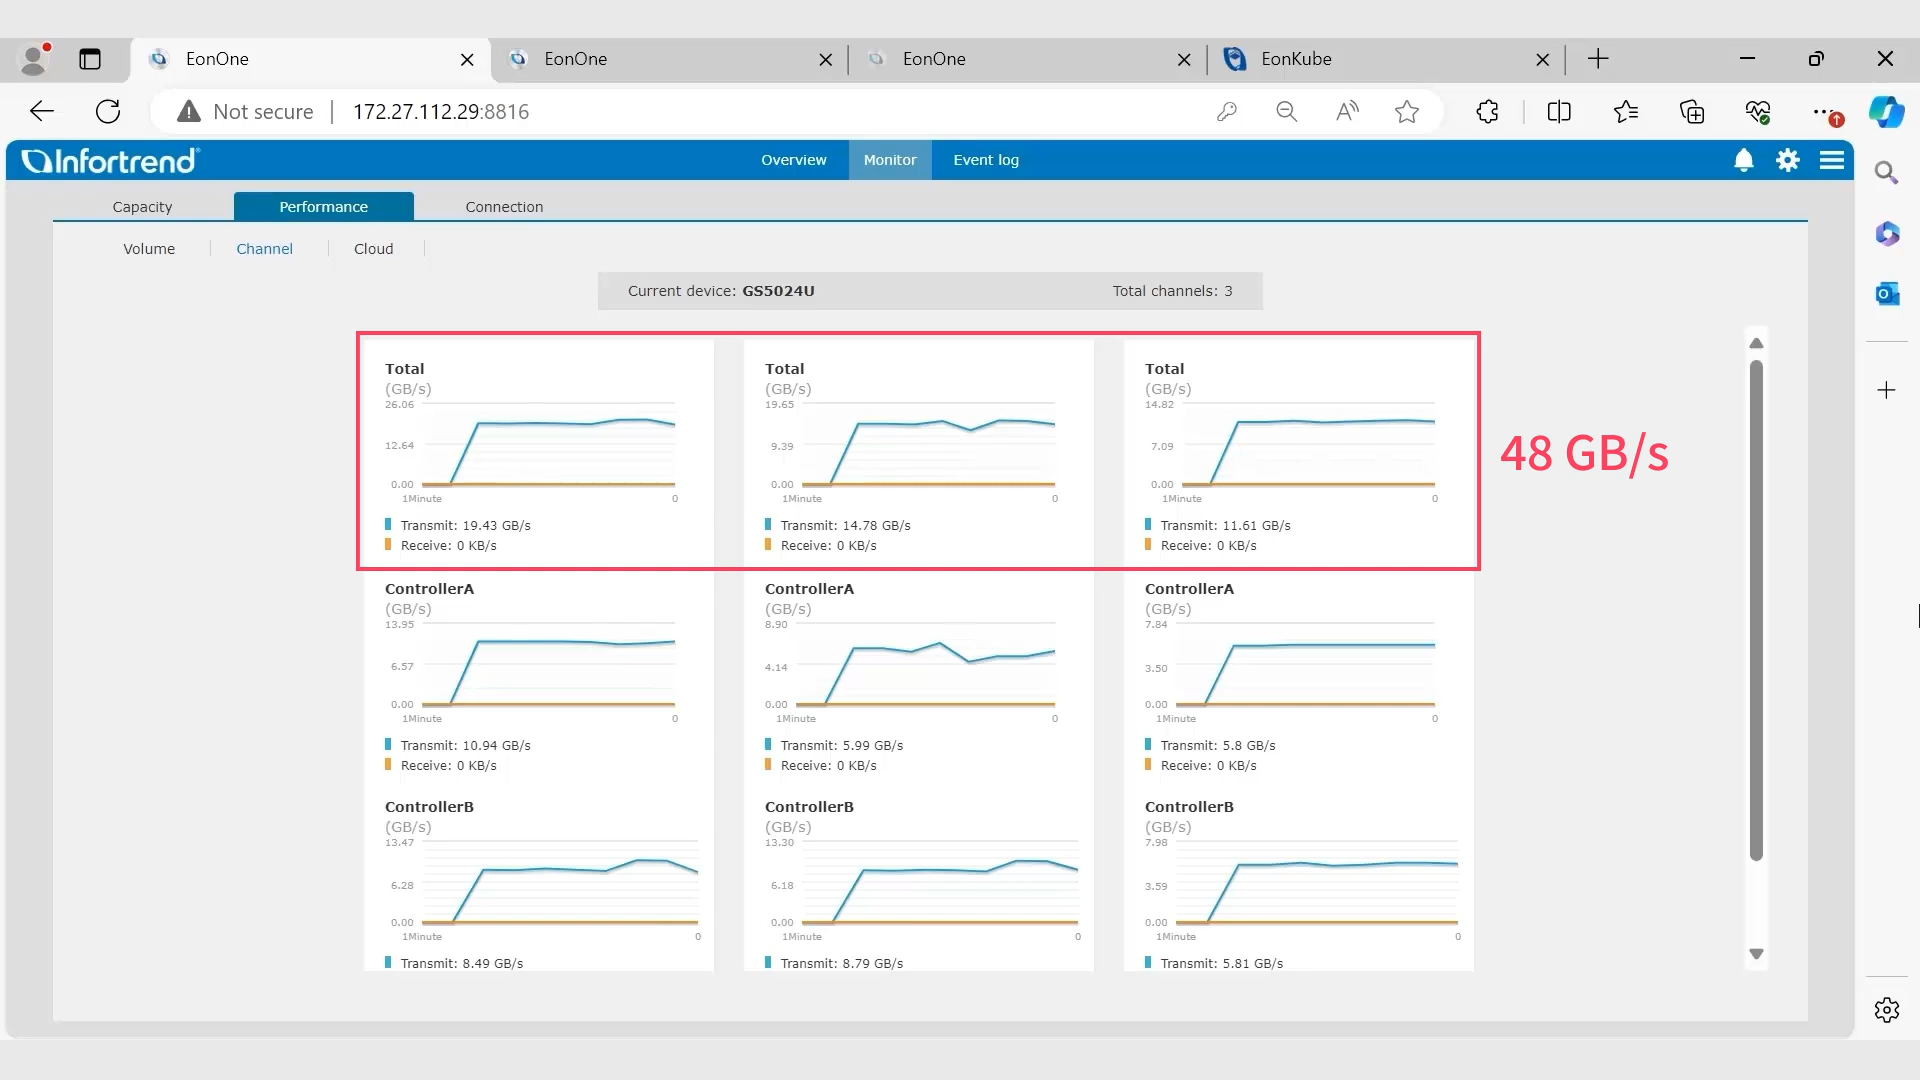 EonOne
EonOne
EonOne
EonKube
Not secure
172.27.112.29:8816
Infortrend®
Overview
Monitor
Event log
Capacity
Performance
Connection
Volume
Channel
Cloud
Current device: GS5024U
Total channels: 3
Total
(GB/s)
26.06
12.64
0.00
1Minute
0
Transmit: 19.43 GB/s
Receive: 0 KB/s
Total
(GB/s)
19.65
9.39
0.00
1Minute
0
Transmit: 14.78 GB/s
Receive: 0 KB/s
Total
(GB/s)
14.82
7.09
0.00
1Minute
0
Transmit: 11.61 GB/s
Receive: 0 KB/s
48 GB/s
ControllerA
(GB/s)
13.95
6.57
0.00
1Minute
0
Transmit: 10.94 GB/s
Receive: 0 KB/s
ControllerA
(GB/s)
8.90
4.14
0.00
1Minute
0
Transmit: 5.99 GB/s
Receive: 0 KB/s
ControllerA
(GB/s)
7.84
3.50
0.00
1Minute
0
Transmit: 5.8 GB/s
Receive: 0 KB/s
ControllerB
(GB/s)
13.47
6.28
0.00
1Minute
0
Transmit: 8.49 GB/s
ControllerB
(GB/s)
13.30
6.18
0.00
1Minute
0
Transmit: 8.79 GB/s
ControllerB
(GB/s)
7.98
3.59
0.00
1Minute
0
Transmit: 5.81 GB/s